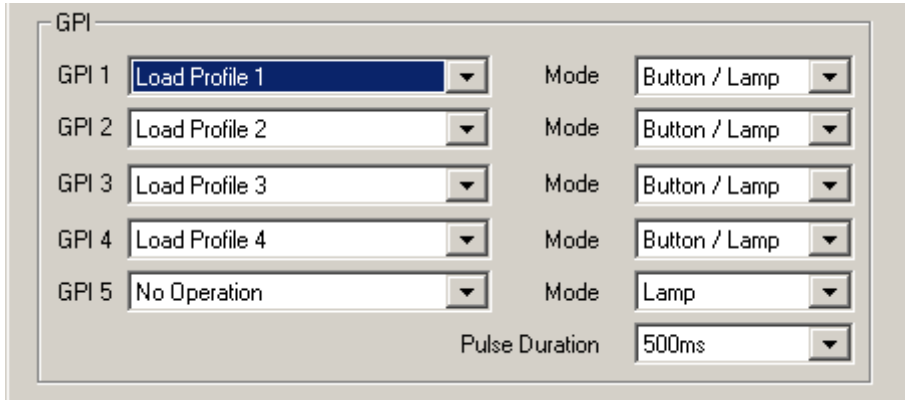 GPI
GPI 1 Load Profile 1 Mode Button / Lamp
GPI 2 Load Profile 2 Mode Button / Lamp
GPI 3 Load Profile 3 Mode Button / Lamp
GPI 4 Load Profile 4 Mode Button / Lamp
GPI 5 No Operation Mode Lamp
Pulse Duration 500ms